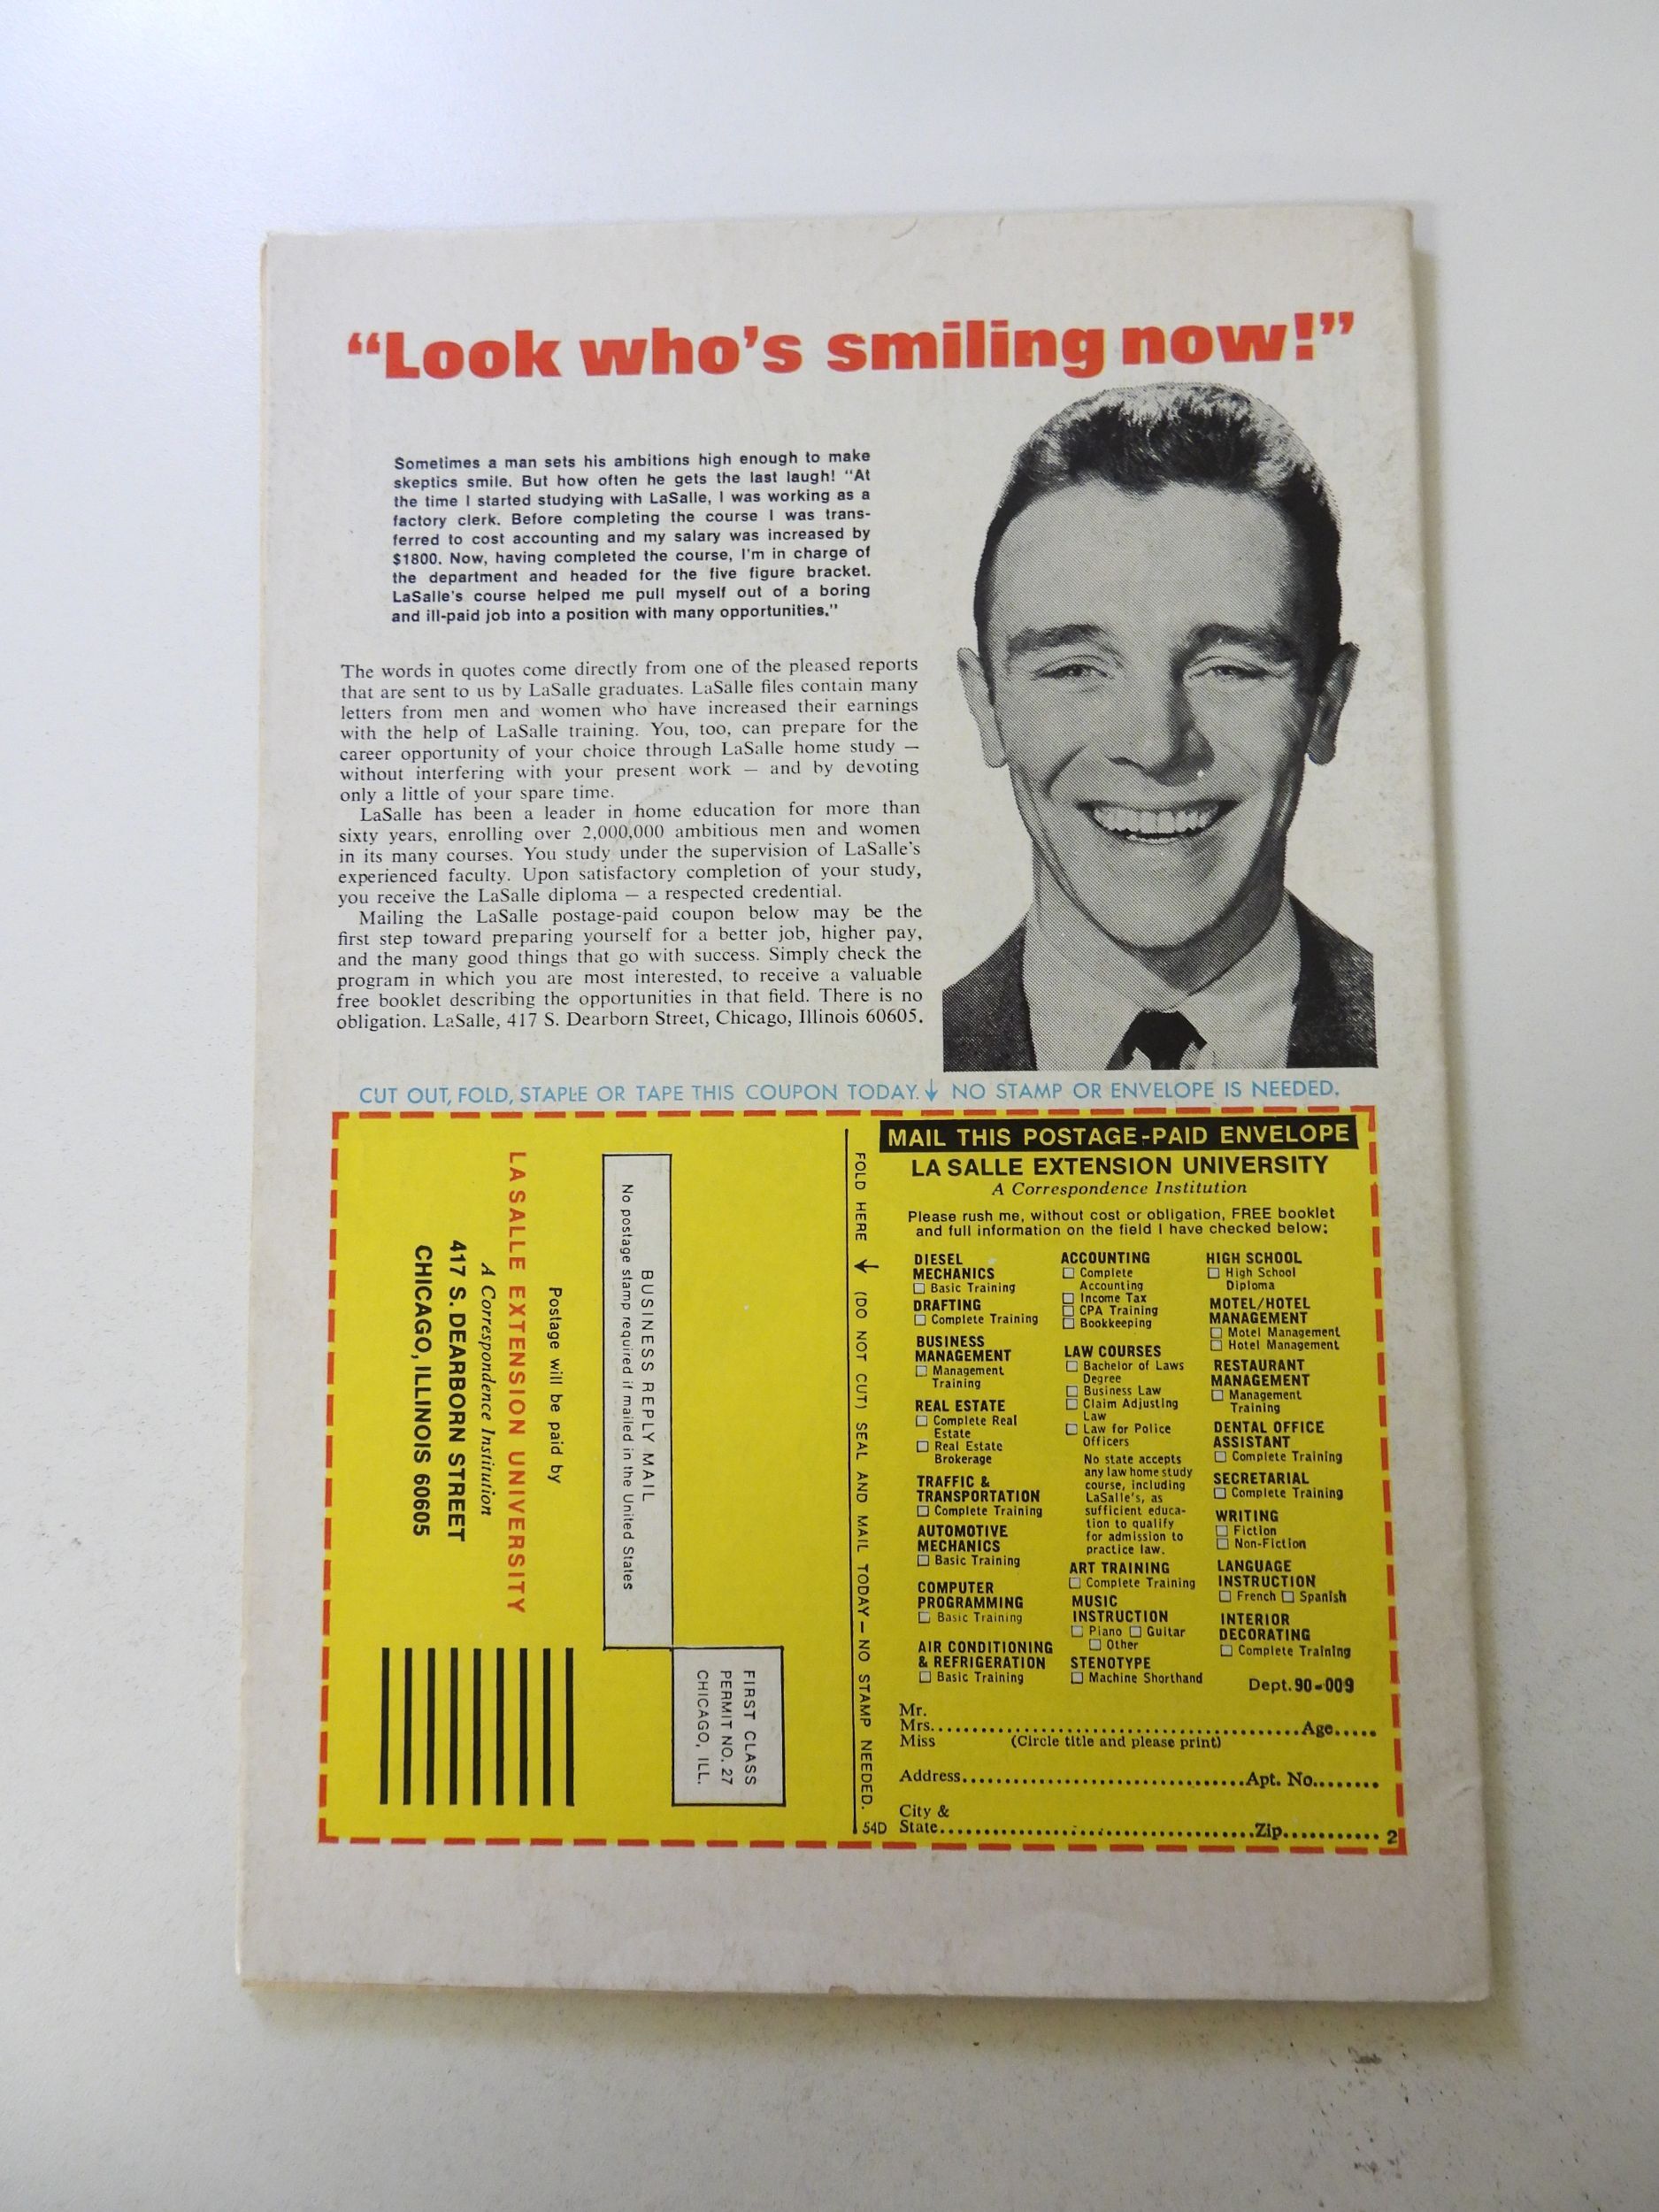 “Look who’s smiling now!”
Sometimes a man sets his ambitions high enough to make
skeptics smile. But how often he gets the last laugh! “At
the time I started studying with LaSalle, I was working as a
factory clerk. Before completing the course I was trans-
ferred to cost accounting and my salary was increased by
$1800. Now, having completed the course, I'm in charge of
the department and headed for the five figure bracket.
LaSalle's course helped me pull myself out of a boring
and ill-paid job into a position with many opportunities."
The words in quotes come directly from one of the pleased reports
that are sent to us by LaSalle graduates. LaSalle files contain many
letters from men and women who have increased their earnings
with the help of LaSalle training. You, too, can prepare for the
career opportunity of your choice through LaSalle home study —
without interfering with your present work — and by devoting
only a little of your spare time.
LaSalle has been a leader in home education for more than
sixty years, enrolling over 2,000,000 ambitious men and women
in its many courses. You study under the supervision of LaSalle's
experienced faculty. Upon satisfactory completion of your study,
you receive the LaSalle diploma — a respected credential.
Mailing the LaSalle postage-paid coupon below may be the
first step toward preparing yourself for a better job, higher pay,
and the many good things that go with success. Simply check the
program in which you are most interested, to receive a valuable
free booklet describing the opportunities in that field. There is no
obligation. LaSalle, 417 S. Dearborn Street, Chicago, Illinois 60605.
CUT OUT, FOLD, STAPLE OR TAPE THIS COUPON TODAY. ↓ NO STAMP OR ENVELOPE IS NEEDED.
FIRST CLASS
PERMIT NO. 27
CHICAGO, ILL.
BUSINESS REPLY MAIL
No postage stamp required if mailed in the United States
Postage will be paid by
LA SALLE EXTENSION UNIVERSITY
A Correspondence Institution
417 S. DEARBORN STREET
CHICAGO, ILLINOIS 60605
FOLD HERE ↓ (DO NOT CUT) SEAL AND MAIL TODAY — NO STAMP NEEDED.
54D
MAIL THIS POSTAGE-PAID ENVELOPE
LA SALLE EXTENSION UNIVERSITY
A Correspondence Institution
Please rush me, without cost or obligation, FREE booklet
and full information on the field I have checked below:
DIESEL
MECHANICS
☐ Basic Training
DRAFTING
☐ Complete Training
BUSINESS
MANAGEMENT
☐ Management
Training
REAL ESTATE
☐ Complete Real
Estate
☐ Real Estate
Brokerage
TRAFFIC &
TRANSPORTATION
☐ Complete Training
AUTOMOTIVE
MECHANICS
☐ Basic Training
COMPUTER
PROGRAMMING
☐ Basic Training
AIR CONDITIONING
& REFRIGERATION
☐ Basic Training
ACCOUNTING
☐ Complete
Accounting
☐ Income Tax
☐ CPA Training
☐ Bookkeeping
LAW COURSES
☐ Bachelor of Laws
Degree
☐ Business Law
☐ Claim Adjusting
Law
☐ Law for Police
Officers
No state accepts
any law home study
course, including
LaSalle's, as
sufficient educa-
tion to qualify
for admission to
practice law.
ART TRAINING
☐ Complete Training
MUSIC
INSTRUCTION
☐ Piano ☐ Guitar
☐ Other
STENOTYPE
☐ Machine Shorthand
HIGH SCHOOL
☐ High School
Diploma
MOTEL/HOTEL
MANAGEMENT
☐ Motel Management
☐ Hotel Management
RESTAURANT
MANAGEMENT
☐ Management
Training
DENTAL OFFICE
ASSISTANT
☐ Complete Training
SECRETARIAL
☐ Complete Training
WRITING
☐ Fiction
☐ Non-Fiction
LANGUAGE
INSTRUCTION
☐ French ☐ Spanish
INTERIOR
DECORATING
☐ Complete Training
Dept. 90-009
Mr.
Mrs. Age
Miss (Circle title and please print)
Address Apt. No.
City &
State Zip 2